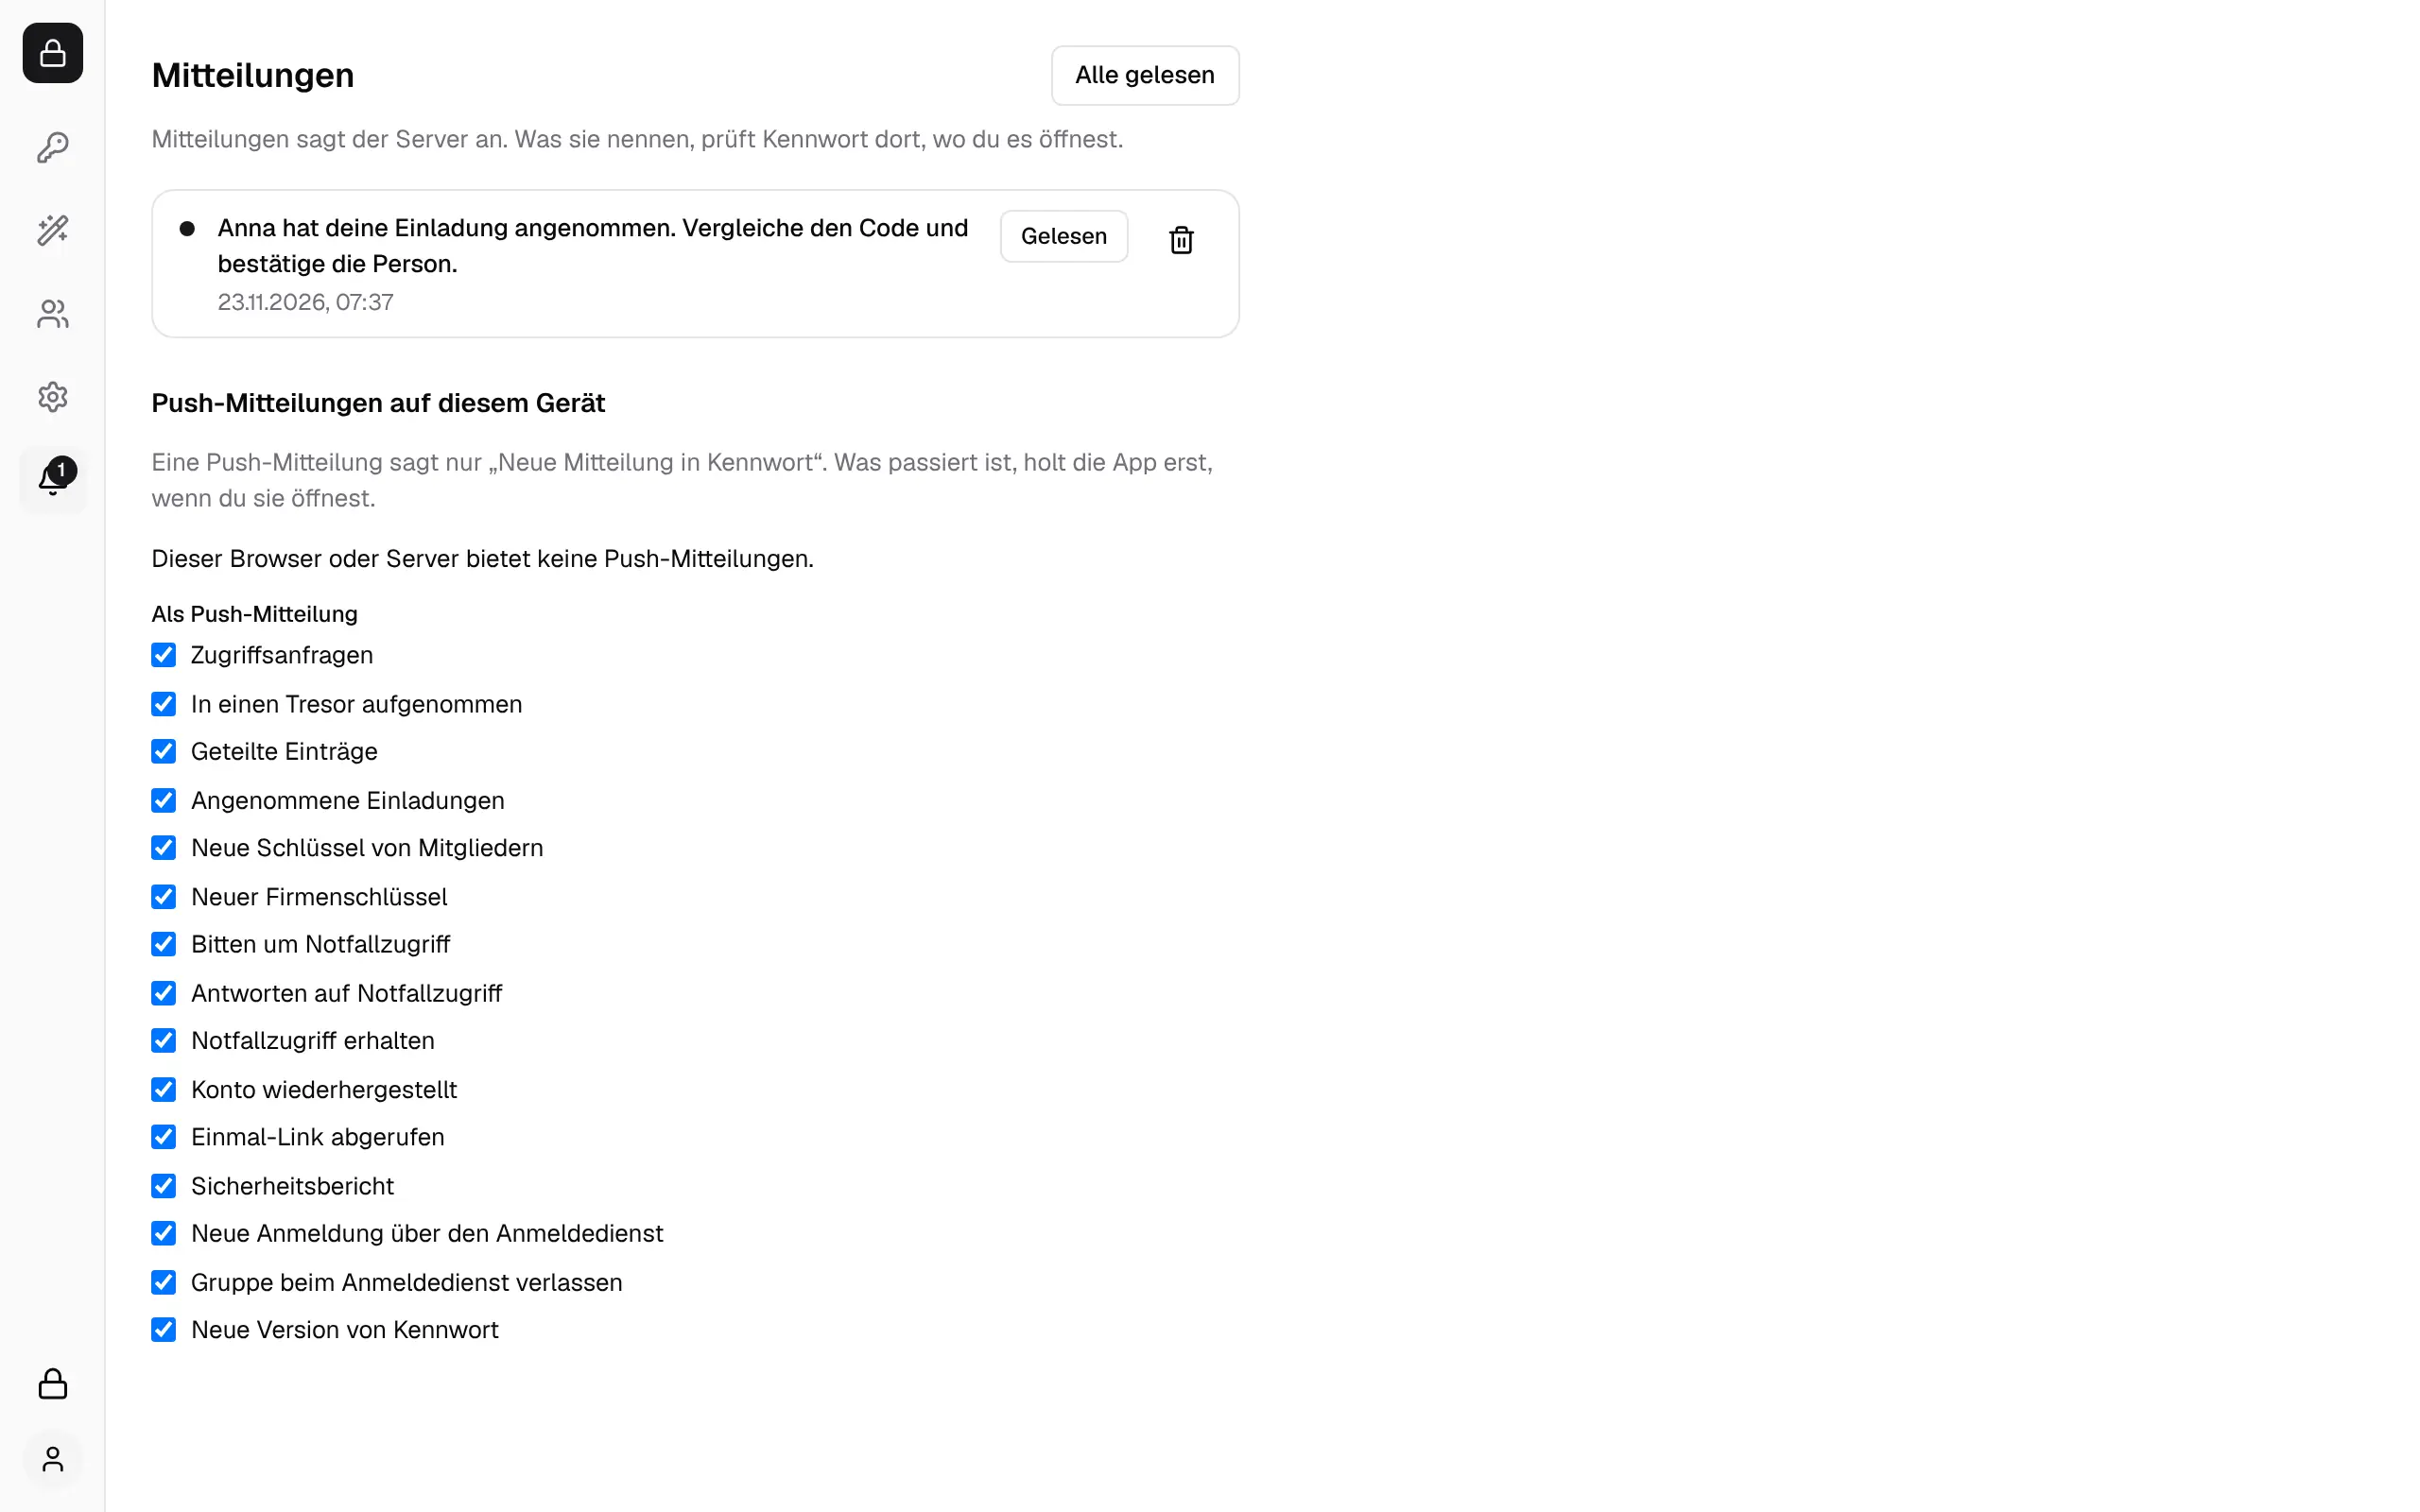 Mitteilungen
Alle gelesen
Mitteilungen sagt der Server an. Was sie nennen, prüft Kennwort dort, wo du es öffnest.
Anna hat deine Einladung angenommen. Vergleiche den Code und
bestätige die Person.
Gelesen
23.11.2026, 07:37
Push-Mitteilungen auf diesem Gerät
1
Eine Push-Mitteilung sagt nur „Neue Mitteilung in Kennwort“. Was passiert ist, holt die App erst,
wenn du sie öffnest.
Dieser Browser oder Server bietet keine Push-Mitteilungen.
Als Push-Mitteilung
Zugriffsanfragen
In einen Tresor aufgenommen
Geteilte Einträge
Angenommene Einladungen
Neue Schlüssel von Mitgliedern
Neuer Firmenschlüssel
Bitten um Notfallzugriff
Antworten auf Notfallzugriff
Notfallzugriff erhalten
Konto wiederhergestellt
Einmal-Link abgerufen
Sicherheitsbericht
Neue Anmeldung über den Anmeldedienst
Gruppe beim Anmeldedienst verlassen
Neue Version von Kennwort